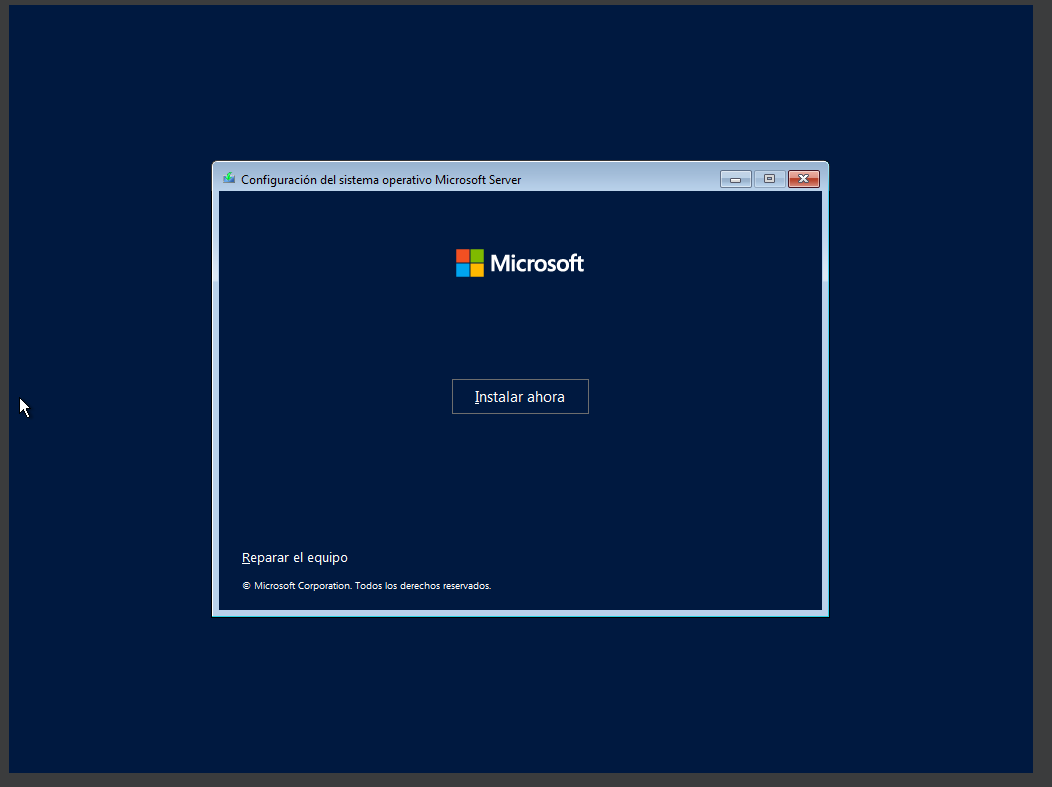 Configuración del sistema operativo Microsoft Server
Microsoft
Instalar ahora
Reparar el equipo
© Microsoft Corporation. Todos los derechos reservados.